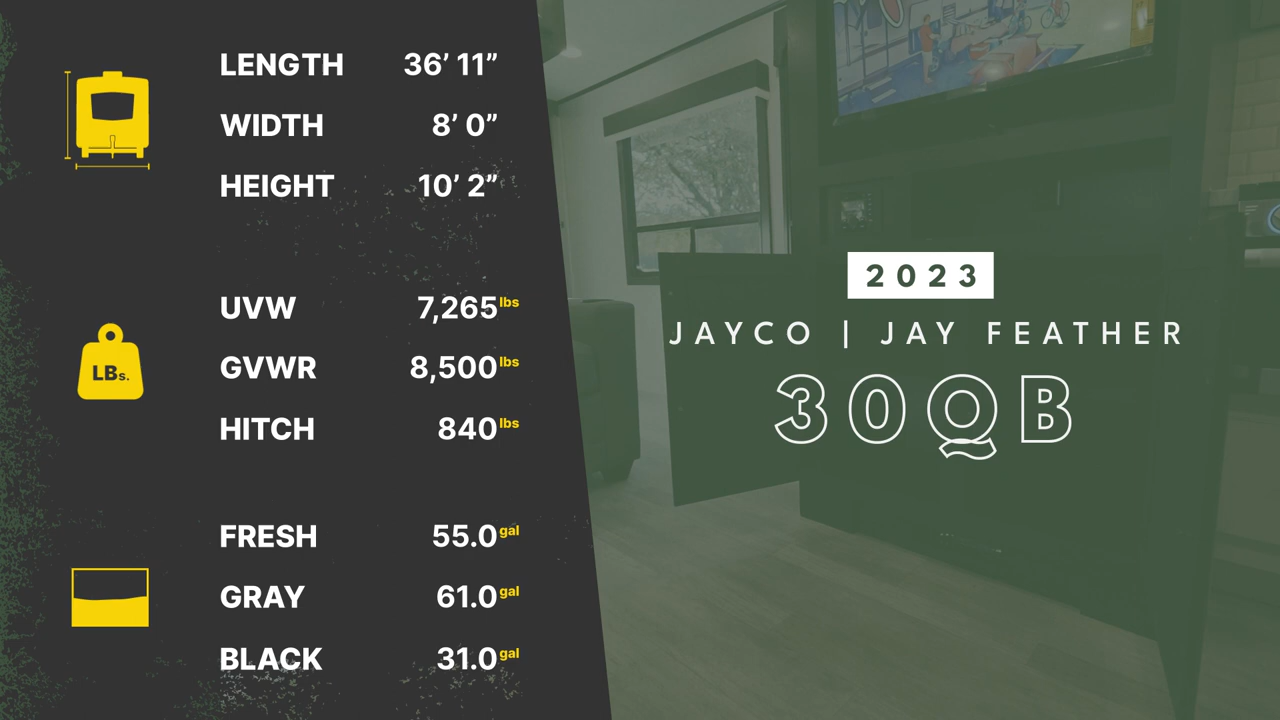 LENGTH 36’ 11”
WIDTH 8’ 0”
HEIGHT 10’ 2”
UVW 7,265lbs
LBs.
GVWR 8,500lbs
HITCH 840lbs
FRESH 55.0gal
GRAY 61.0gal
BLACK 31.0gal
2023
JAYCO | JAY FEATHER
30QB